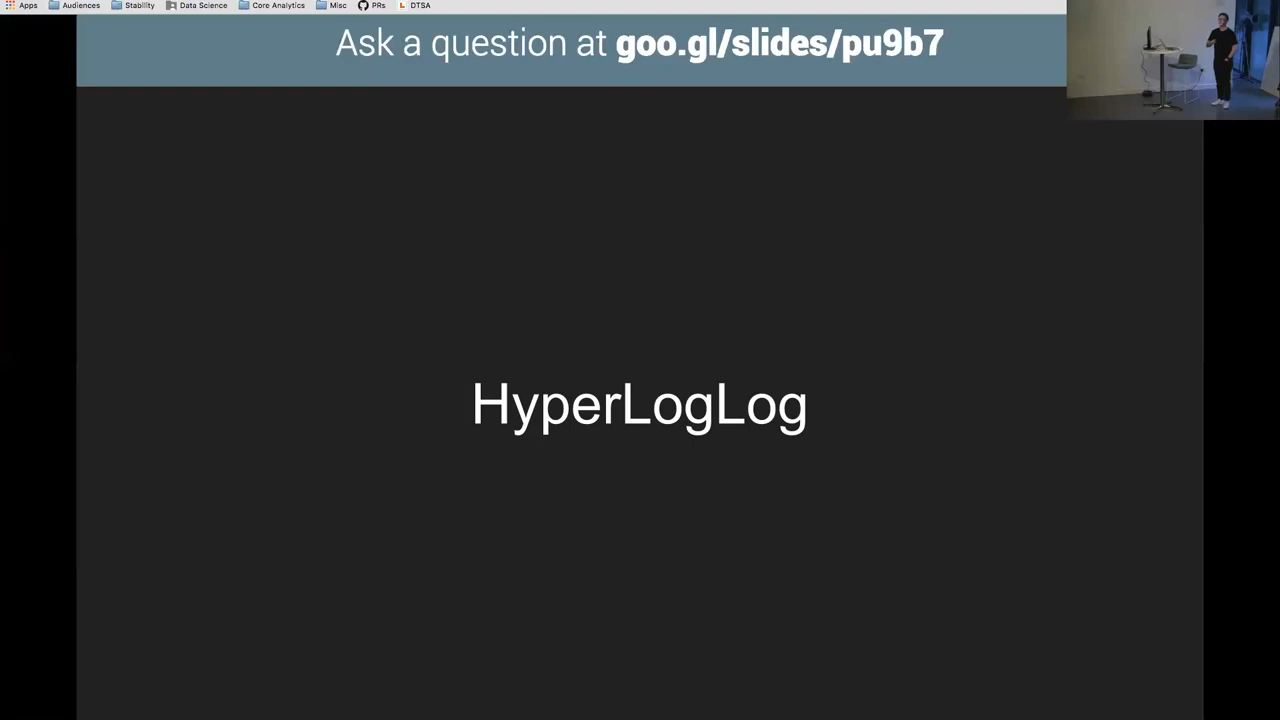 Apps Audiences Stability Data Science Core Analytics Misc PRs DTSA
Ask a question at goo.gl/slides/pu9b7
HyperLogLog